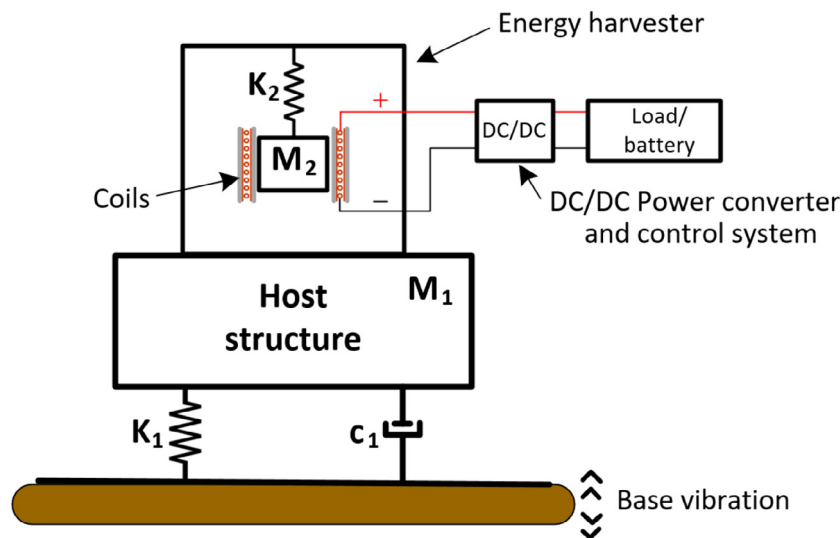 Energy harvester
K₂
+
DC/DC
Load/
battery
M₂
Coils
−
DC/DC Power converter
and control system
M₁
Host
structure
K₁
c₁
Base vibration